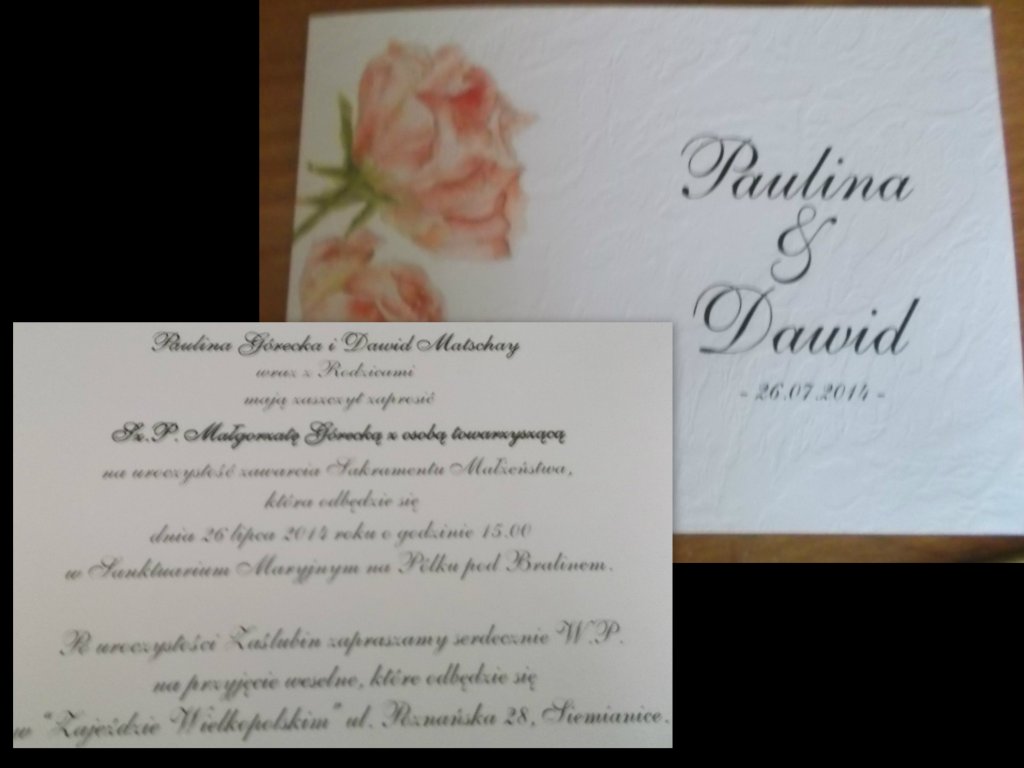 Paulina
&
Dawid
- 26.07.2014 -
Paulina Górecka i Dawid Matschay
wraz z Rodzicami
mają zaszczyt zaprosić
Sz.P. Małgorzatę Górecką z osobą towarzyszącą
na uroczystość zawarcia Sakramentu Małżeństwa,
która odbędzie się
dnia 26 lipca 2014 roku o godzinie 15.00
w Sanktuarium Maryjnym na Pólku pod Bralinem.
Po uroczystości Zaślubin zapraszamy serdecznie W.P.
na przyjęcie weselne, które odbędzie się
w "Zajeździe Wielkopolskim" ul. Poznańska 28, Siemianice.